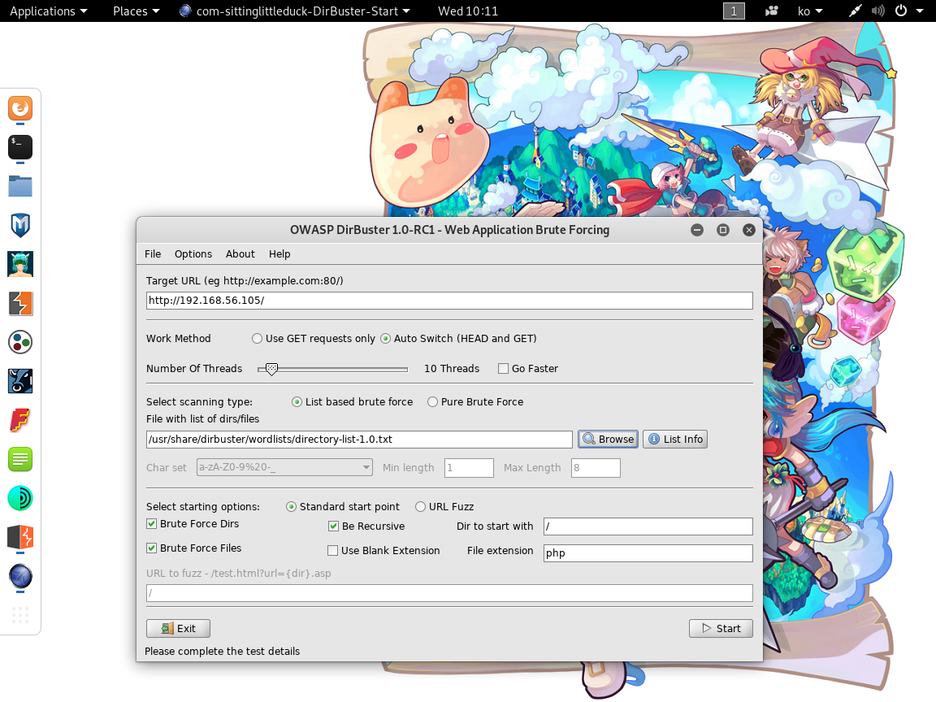 Applications Places com-sittinglittleduck-DirBuster-Start Wed 10:11 1 ko
$_
OWASP DirBuster 1.0-RC1 - Web Application Brute Forcing
File Options About Help
Target URL (eg http://example.com:80/)
http://192.168.56.105/
Work Method Use GET requests only Auto Switch (HEAD and GET)
Number Of Threads 10 Threads Go Faster
Select scanning type: List based brute force Pure Brute Force
File with list of dirs/files
/usr/share/dirbuster/wordlists/directory-list-1.0.txt Browse List Info
Char set a-zA-Z0-9%20-_ Min length 1 Max Length 8
Select starting options: Standard start point URL Fuzz
Brute Force Dirs Be Recursive Dir to start with /
Brute Force Files Use Blank Extension File extension php
URL to fuzz - /test.html?url={dir}.asp
/
Exit Start
Please complete the test details